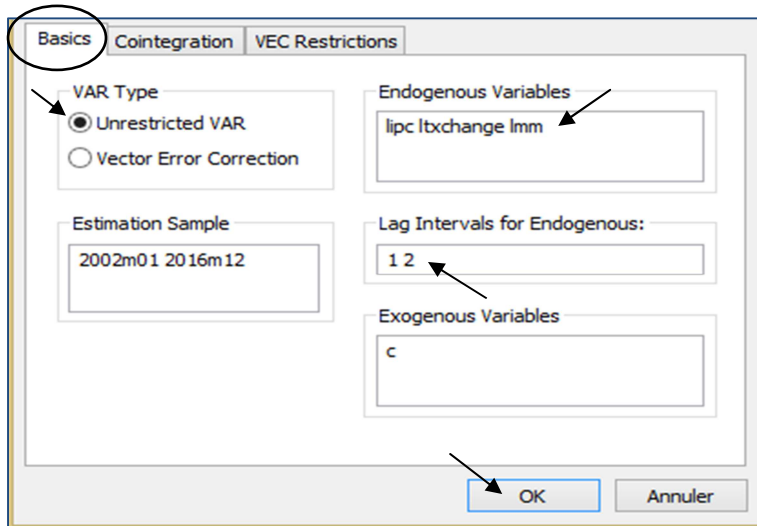 Basics Cointegration VEC Restrictions
VAR Type
Unrestricted VAR
Vector Error Correction
Endogenous Variables
lipc ltxchange lmm
Estimation Sample
2002m01 2016m12
Lag Intervals for Endogenous:
1 2
Exogenous Variables
c
OK Annuler